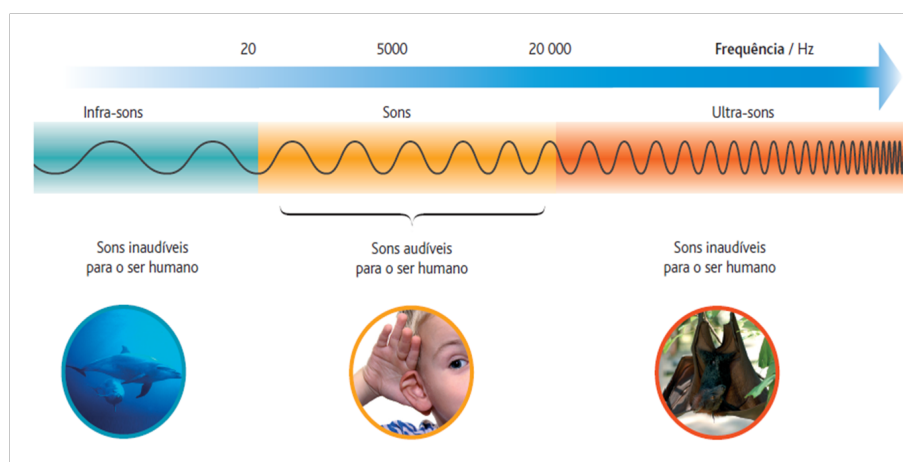 20 5000 20 000 Frequência / Hz
Infra-sons Sons Ultra-sons
Sons inaudíveis
para o ser humano
Sons audíveis
para o ser humano
Sons inaudíveis
para o ser humano